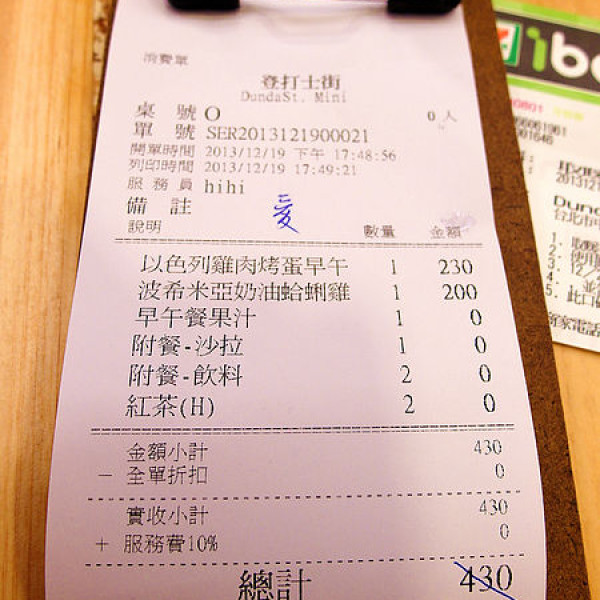 消費單
登打士街
DundaSt. Mini
桌 號 O 0 人
單 號 SER2013121900021
開單時間 2013/12/19 下午 17:48:56
列印時間 2013/12/19 17:49:21
服 務 員 hihi
備 註
說明 數量 金額
以色列雞肉烤蛋早午 1 230
波希米亞奶油蛤蜊雞 1 200
早午餐果汁 1 0
附餐-沙拉 1 0
附餐-飲料 2 0
紅茶(H) 2 0
金額小計 430
- 全單折扣 0
實收小計 430
+ 服務費10% 0
總計 430
ibo
0801
Dund
台北市